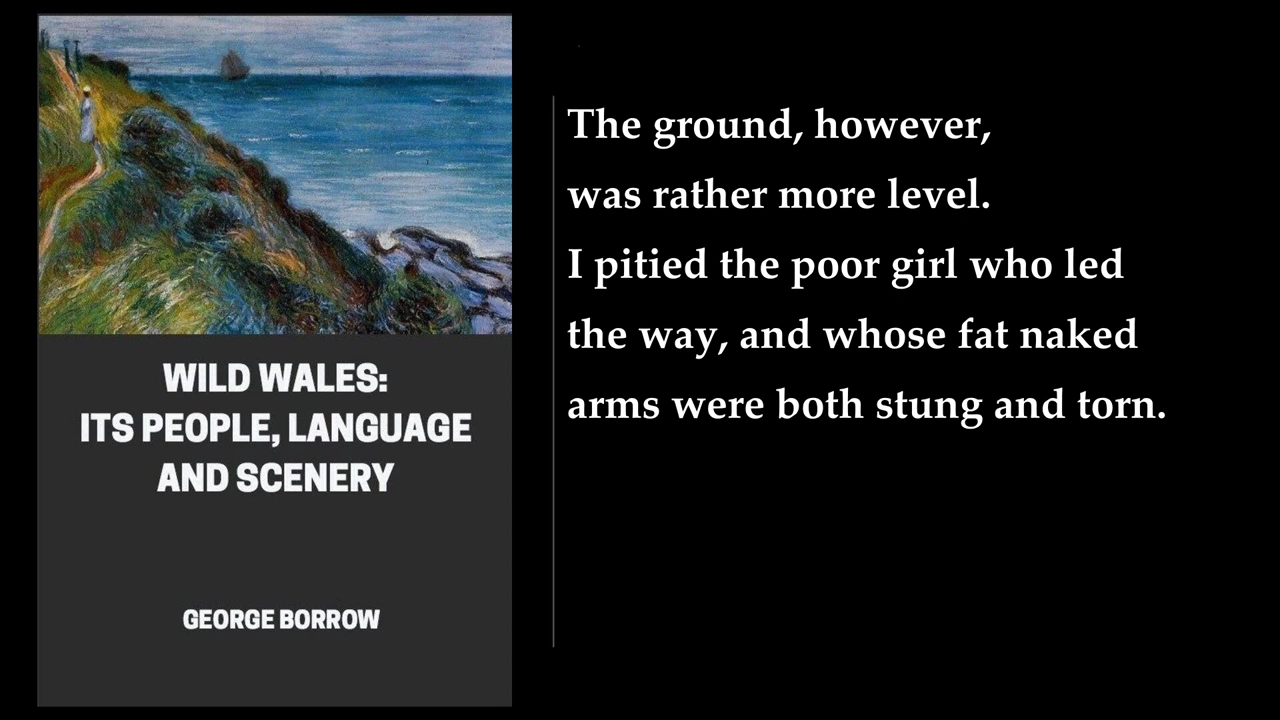 WILD WALES:
ITS PEOPLE, LANGUAGE
AND SCENERY
GEORGE BORROW
The ground, however,
was rather more level.
I pitied the poor girl who led
the way, and whose fat naked
arms were both stung and torn.